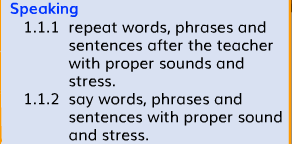 Speaking
1.1.1 repeat words, phrases and
sentences after the teacher
with proper sounds and
stress.
1.1.2 say words, phrases and
sentences with proper sound
and stress.